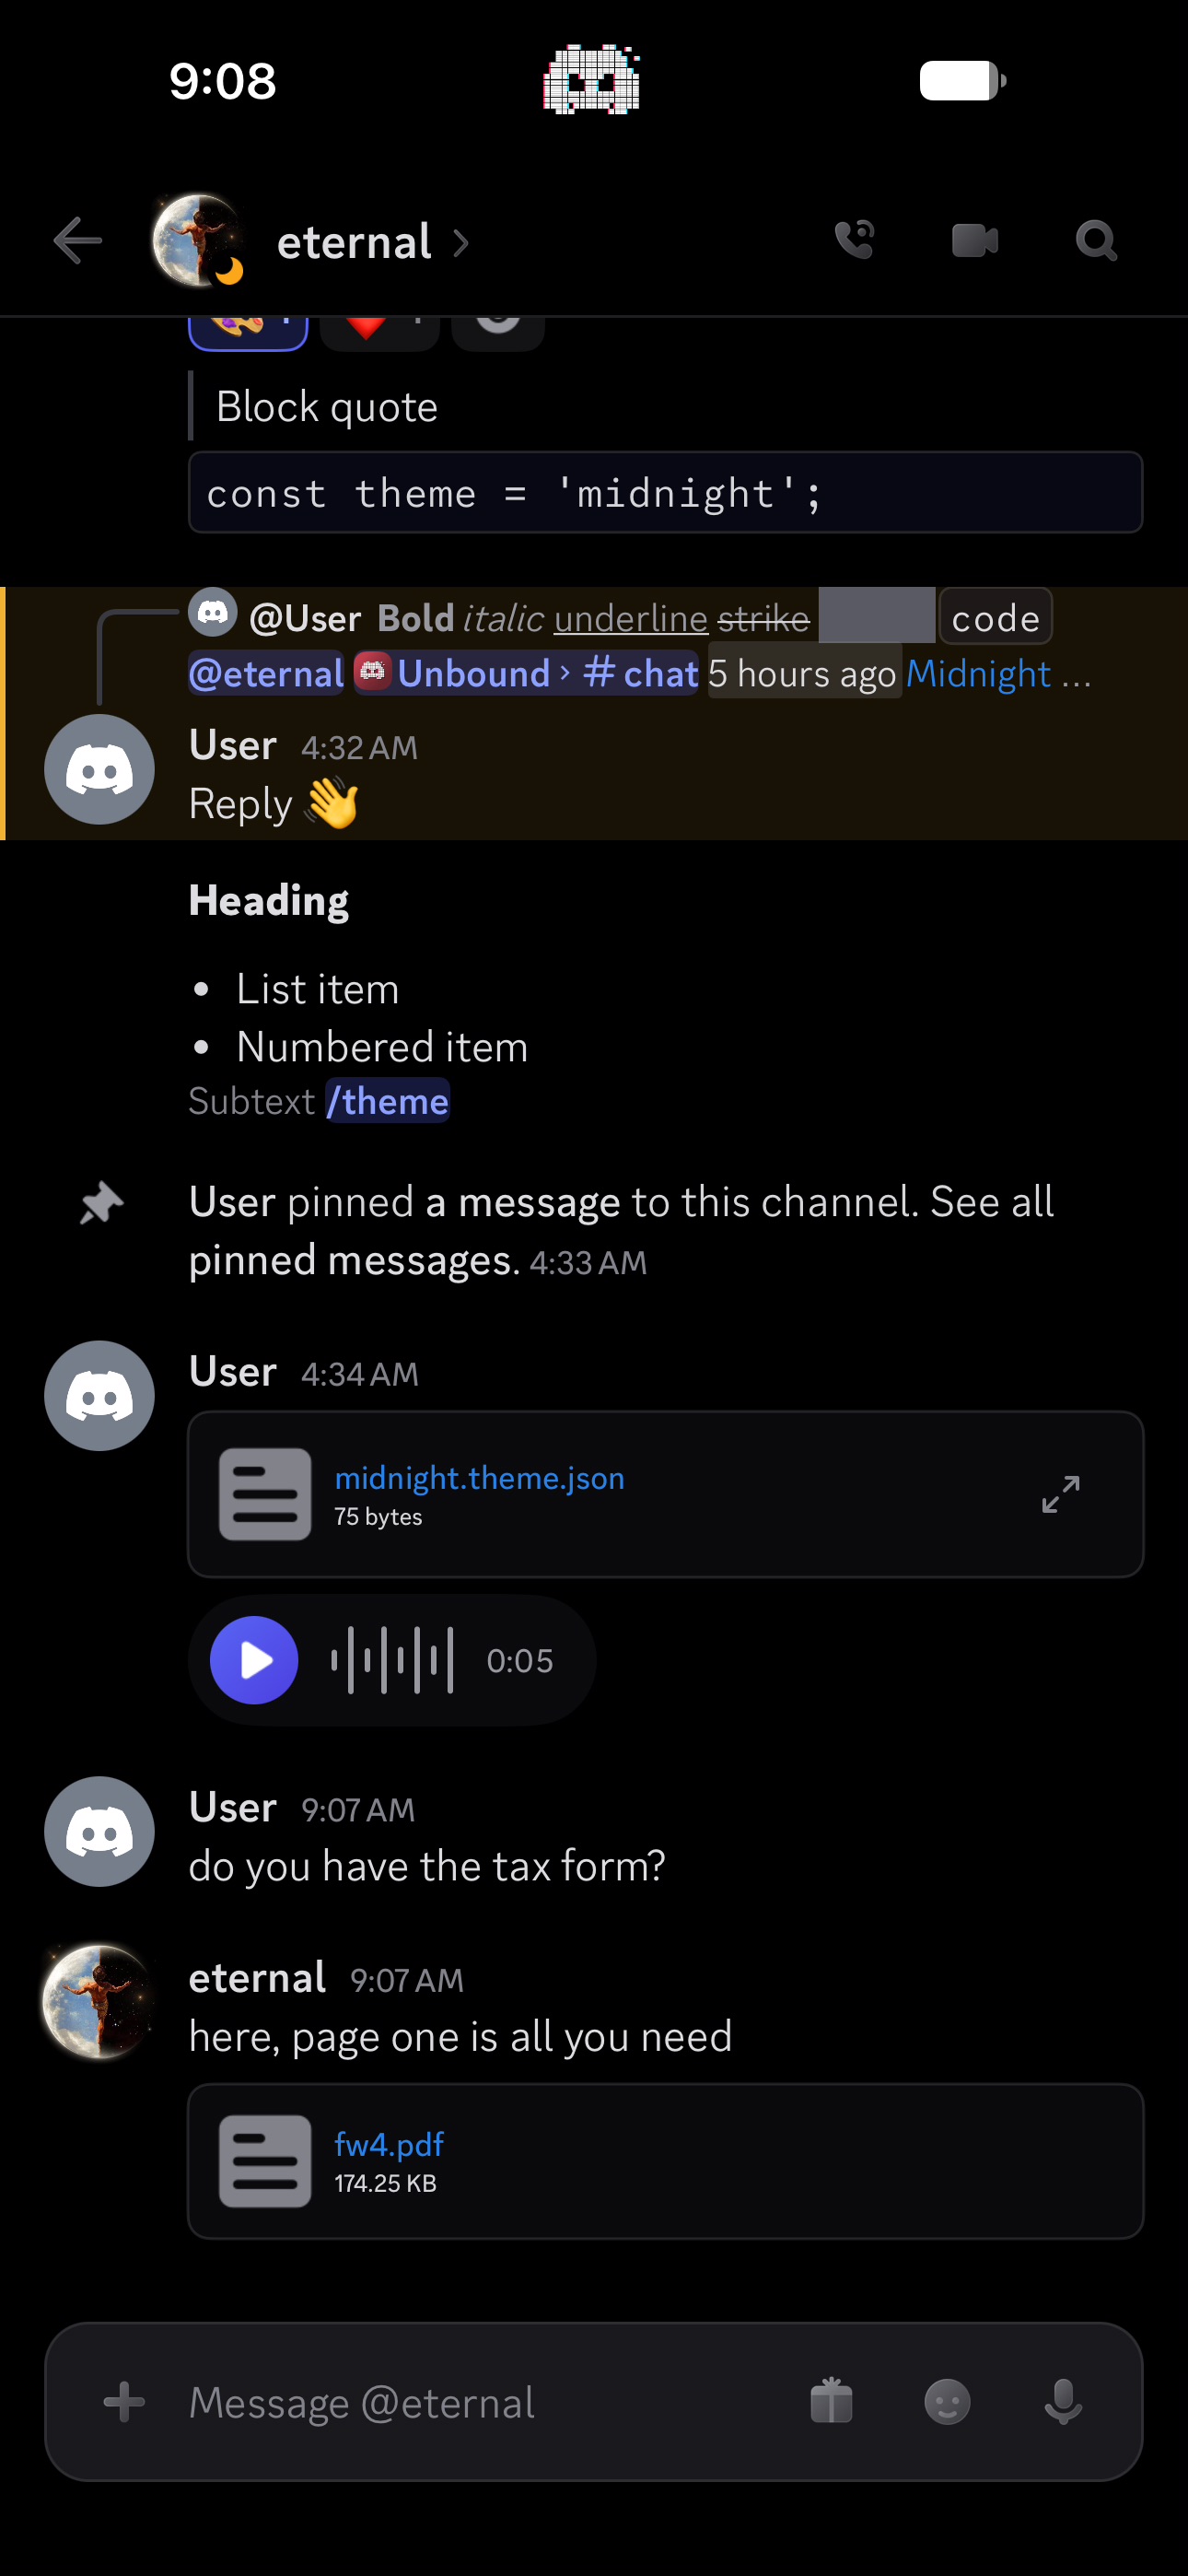 9:08
eternal
Block quote
const theme = 'midnight';
@User Bold italic underline strike code
@eternal Unbound › # chat 5 hours ago Midnight ...
User 4:32 AM
Reply 👋
Heading
• List item
• Numbered item
Subtext /theme
User pinned a message to this channel. See all
pinned messages. 4:33 AM
User 4:34 AM
midnight.theme.json
75 bytes
0:05
User 9:07 AM
do you have the tax form?
eternal 9:07 AM
here, page one is all you need
fw4.pdf
174.25 KB
Message @eternal